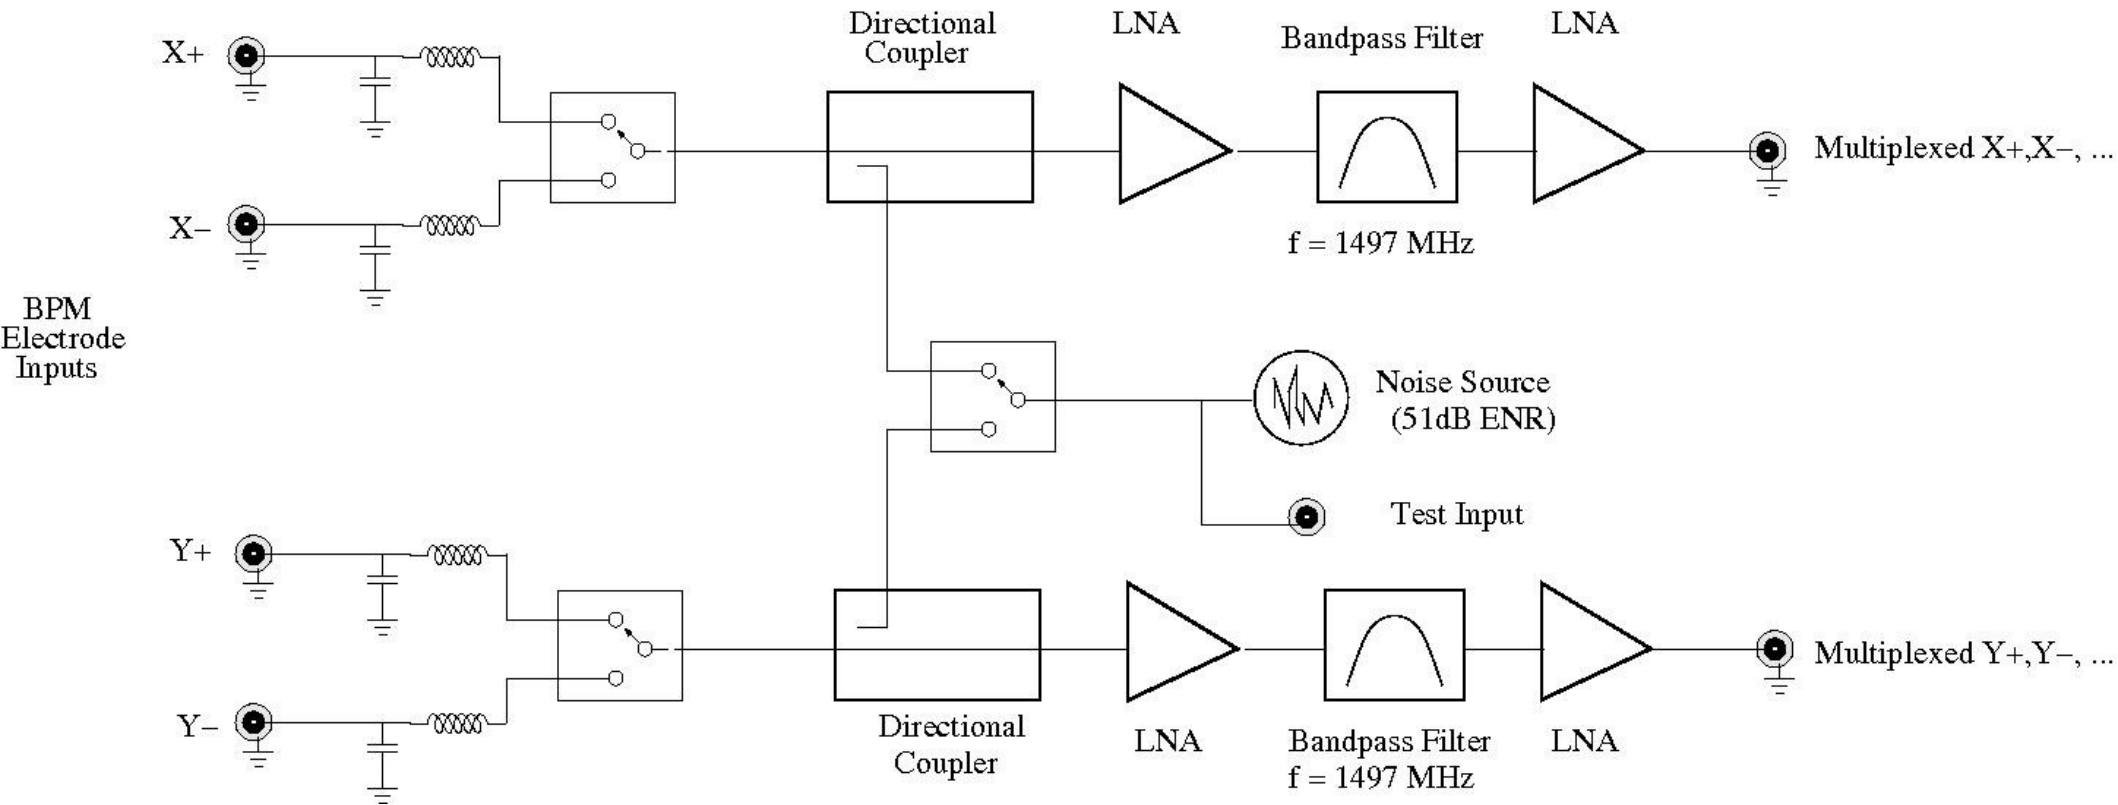 Directional
Coupler
LNA
Bandpass Filter
LNA
X+
Multiplexed X+,X−, ...
X−
f = 1497 MHz
BPM
Electrode
Inputs
Noise Source
(51dB ENR)
Test Input
Y+
Multiplexed Y+,Y−, ...
Y−
Directional
Coupler
LNA
Bandpass Filter
f = 1497 MHz
LNA